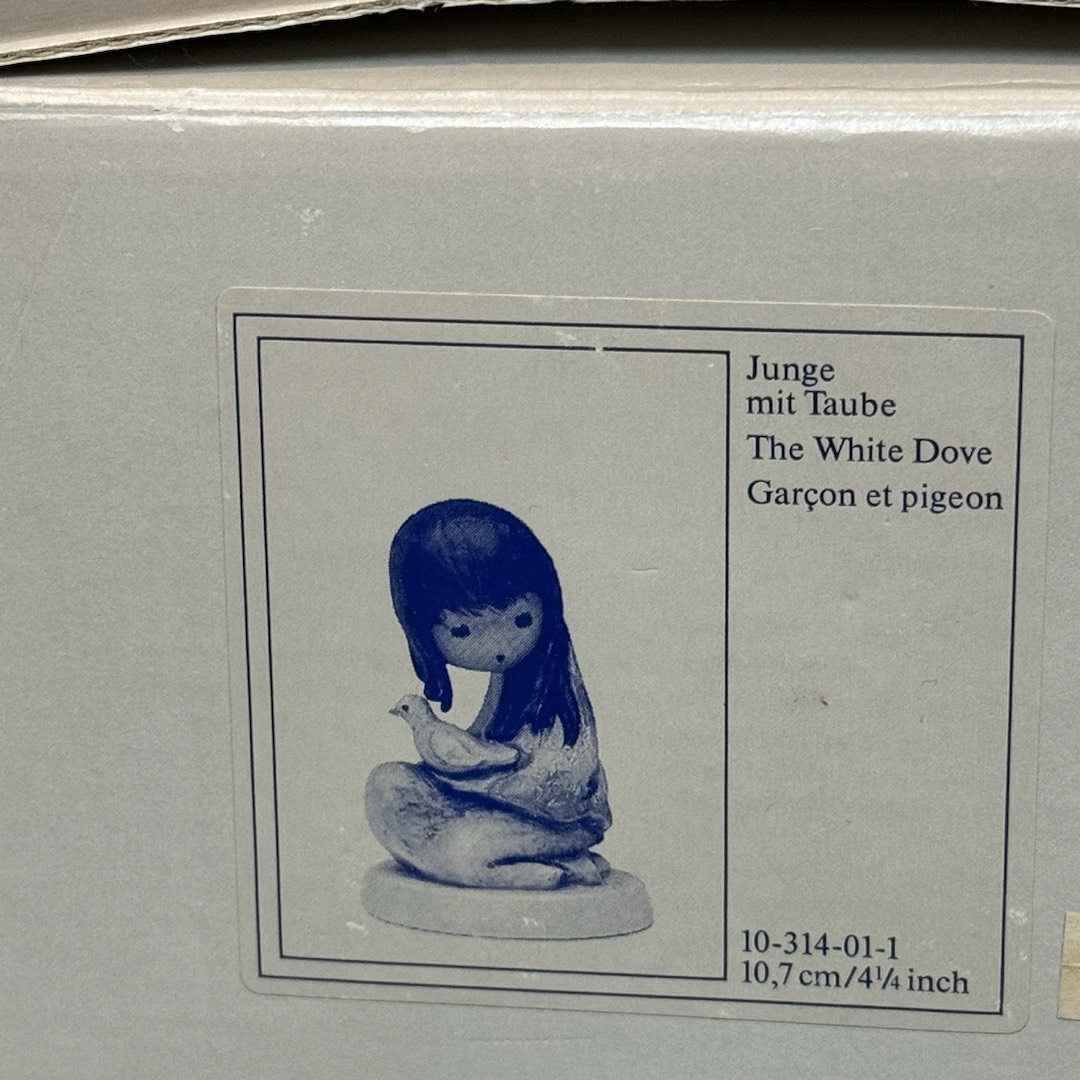 Junge
mit Taube
The White Dove
Garçon et pigeon
10-314-01-1
10,7 cm/4¼ inch